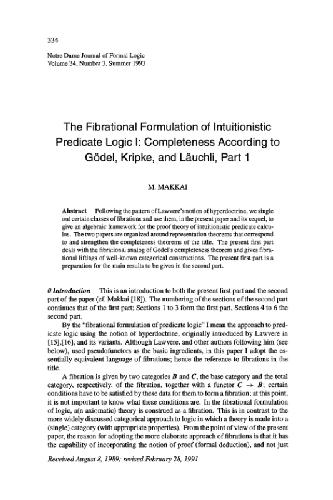 334
Notre Dame Journal of Formal Logic
Volume 34, Number 3, Summer 1993
The Fibrational Formulation of Intuitionistic
Predicate Logic I: Completeness According to
Gödel, Kripke, and Läuchli, Part 1
M. MAKKAI
Abstract Following the pattern of Lawvere's notion of hyperdoctrine, we single
out certain classes of fibrations and use them, in the present paper and its sequel, to
give an algebraic framework for the proof theory of intuitionistic predicate calcu-
lus. The two papers are organized around representation theorems that correspond
to and strengthen the completeness theorems of the title. The present first part
deals with the fibrational analog of Gödel's completeness theorem and gives fibra-
tional liftings of well-known categorical constructions. The present first part is a
preparation for the main results to be given in the second part.
0 Introduction This is an introduction to both the present first part and the second
part of the paper (cf. Makkai [18]). The numbering of the sections of the second part
continues that of the first part; Sections 1 to 3 form the first part, Sections 4 to 6 the
second part.
By the "fibrational formulation of predicate logic" I mean the approach to pred-
icate logic using the notion of hyperdoctrine, originally introduced by Lawvere in
[15],[16], and its variants. Although Lawvere, and other authors following him (see
below), used pseudofunctors as the basic ingredients, in this paper I adopt the es-
sentially equivalent language of fibrations; hence the reference to fibrations in the
title.
A fibration is given by two categories B and C, the base category and the total
category, respectively, of the fibration, together with a functor C → B; certain
conditions have to be satisfied by these data for them to form a fibration; at this point,
it is not important to know what these conditions are. In the fibrational formulation
of logic, a(n axiomatic) theory is construed as a fibration. This is in contrast to the
more widely discussed categorical approach to logic in which a theory is made into a
(single) category (with appropriate properties). From the point of view of the present
paper, the reason for adopting the more elaborate approach of fibrations is that it has
the capability of incorporating the notion of proof (formal deduction), and not just
Received August 8, 1989; revised February 28, 1991